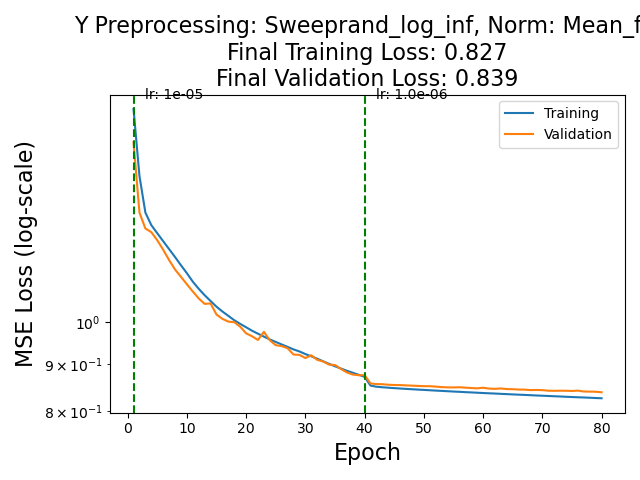 Y Preprocessing: Sweeprand_log_inf, Norm: Mean_f
Final Training Loss: 0.827
Final Validation Loss: 0.839
lr: 1e-05
lr: 1.0e-06
Training
Validation
MSE Loss (log-scale)
10⁰
9 × 10⁻¹
8 × 10⁻¹
0 10 20 30 40 50 60 70 80
Epoch